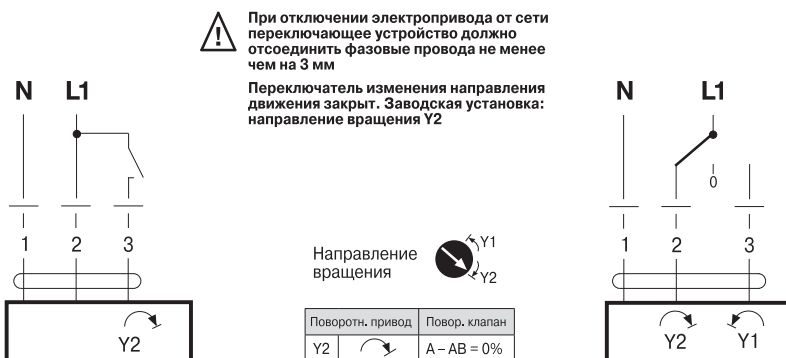 При отключении электропривода от сети
переключающее устройство должно
отсоединить фазовые провода не менее
чем на 3 мм
Переключатель изменения направления
движения закрыт. Заводская установка:
направление вращения Y2
N L1
1 2 3
Y2
Направление
вращения
Y1
Y2
Поворотн. привод Повор. клапан
Y2 A – AB = 0%
N L1
0
1 2 3
Y2 Y1